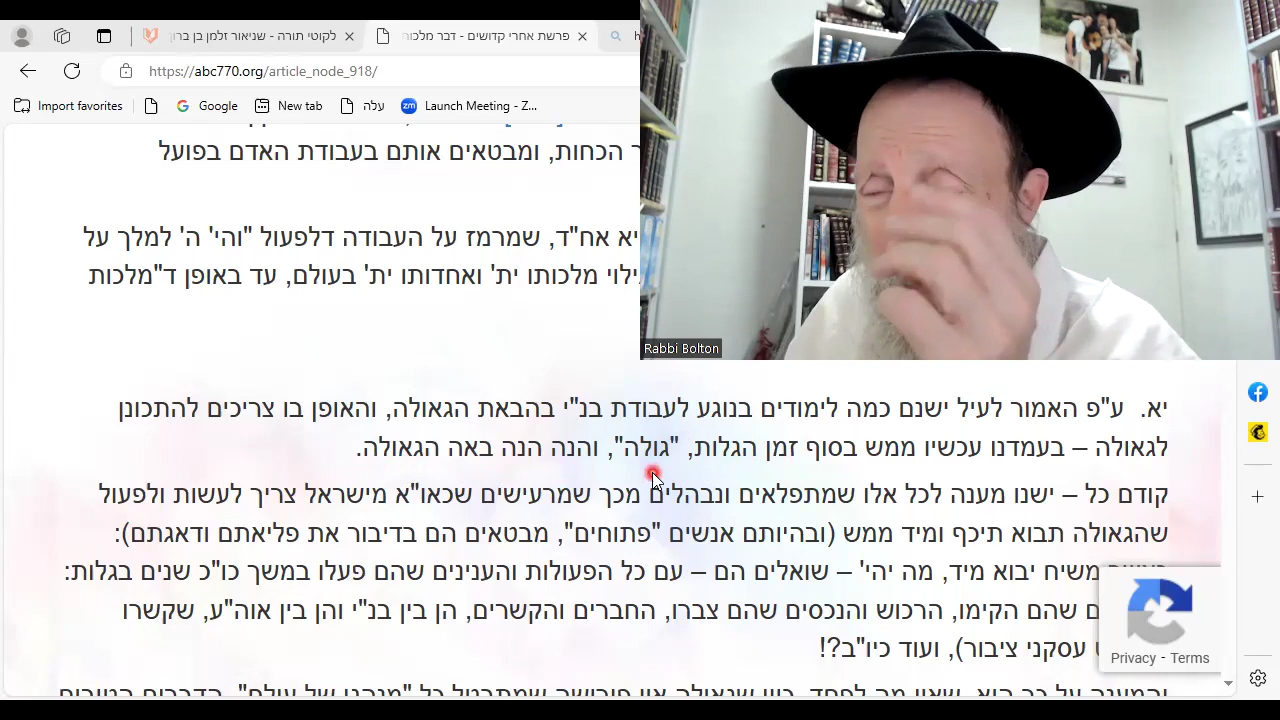 לקוטי תורה - שניאור זלמן בן ברוך
פרשת אחרי קדושים - דבר מלכות
https://abc770.org/article_node_918/
Import favorites
Google
New tab
עלה
Launch Meeting - Z...
ר הכחות, ומבטאים אותם בעבודת האדם בפועל
יא אח"ד, שמרמז על העבודה דלפעול "והי' ה' למלך על
ילוי מלכותו ית' ואחדותו ית' בעולם, עד באופן ד"מלכות
Rabbi Bolton
יא. ע"פ האמור לעיל ישנם כמה לימודים בנוגע לעבודת בנ"י בהבאת הגאולה, והאופן בו צריכים להתכונן
לגאולה – בעמדנו עכשיו ממש בסוף זמן הגלות, "גולה", והנה הנה באה הגאולה.
קודם כל – ישנו מענה לכל אלו שמתפלאים ונבהלים מכך שמרעישים שכאו"א מישראל צריך לעשות ולפעול
שהגאולה תבוא תיכף ומיד ממש (ובהיותם אנשים "פתוחים", מבטאים הם בדיבור את פליאתם ודאגתם):
משיח יבוא מיד, מה יהי' – שואלים הם – עם כל הפעולות והענינים שהם פעלו במשך כו"כ שנים בגלות:
שהם הקימו, הרכוש והנכסים שהם צברו, החברים והקשרים, הן בין בנ"י והן בין אוה"ע, שקשרו
עסקני ציבור), ועוד כיו"ב?!
Privacy - Terms